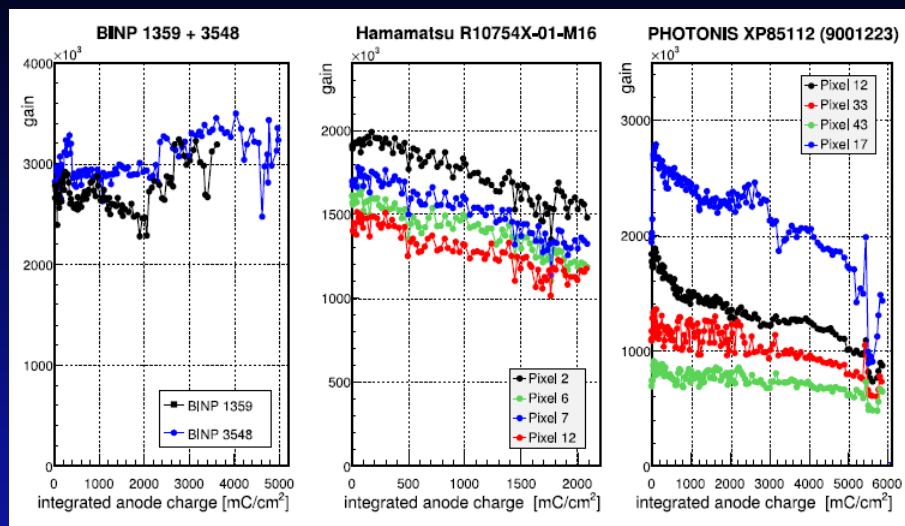 BINP 1359 + 3548
×10³
gain
4000
3000
2000
1000
0
0 1000 2000 3000 4000 5000
integrated anode charge [mC/cm²]
BINP 1359
BINP 3548
Hamamatsu R10754X-01-M16
×10³
gain
2000
1500
1000
500
0
0 500 1000 1500 2000
integrated anode charge [mC/cm²]
Pixel 2
Pixel 6
Pixel 7
Pixel 12
PHOTONIS XP85112 (9001223)
×10³
gain
3000
2000
1000
0
0 1000 2000 3000 4000 5000 6000
integrated anode charge [mC/cm²]
Pixel 12
Pixel 33
Pixel 43
Pixel 17